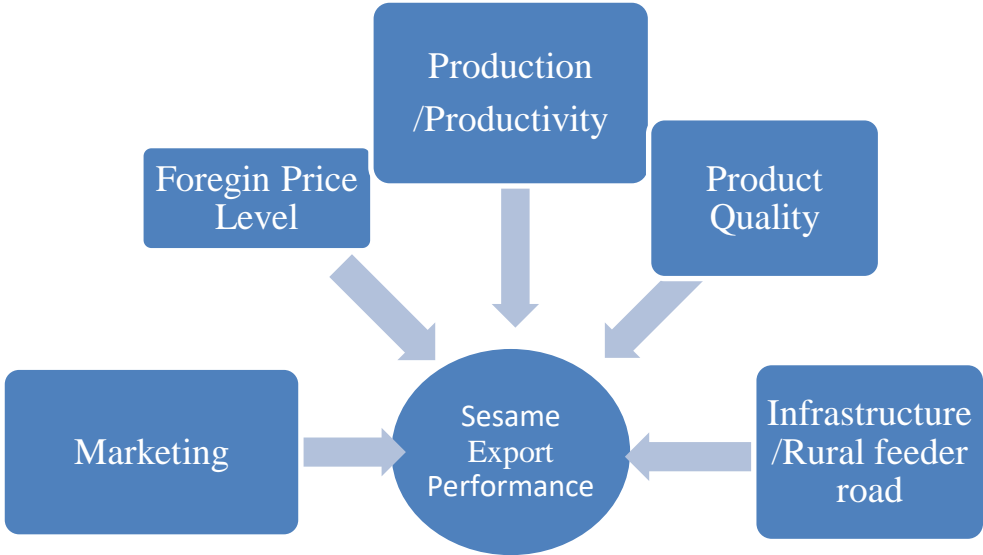 Production
/Productivity
Foregin Price
Level
Product
Quality
Marketing
Sesame
Export
Performance
Infrastructure
/Rural feeder
road